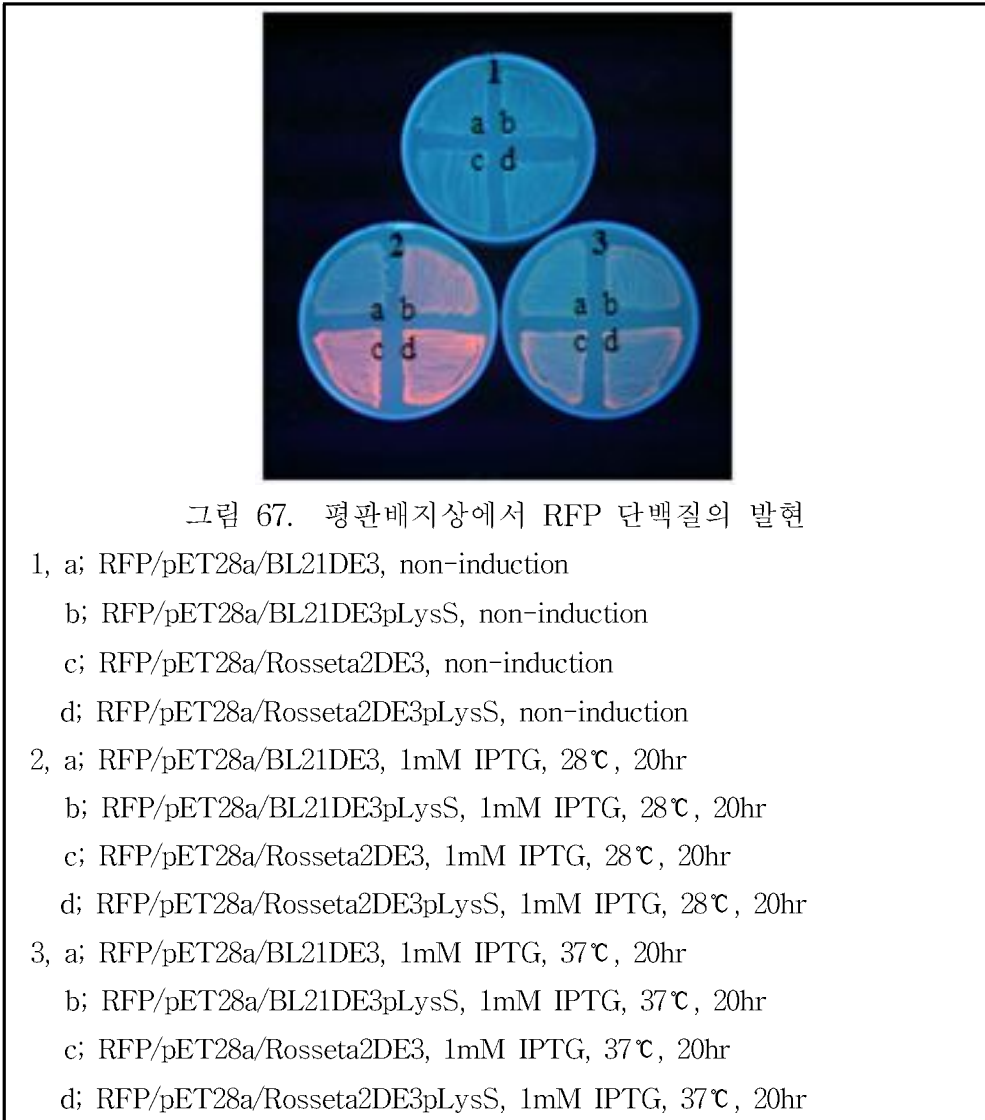 1
a b
c d
2
a b
c d
3
a b
c d
그림 67. 평판배지상에서 RFP 단백질의 발현
1, a; RFP/pET28a/BL21DE3, non-induction
b; RFP/pET28a/BL21DE3pLysS, non-induction
c; RFP/pET28a/Rosseta2DE3, non-induction
d; RFP/pET28a/Rosseta2DE3pLysS, non-induction
2, a; RFP/pET28a/BL21DE3, 1mM IPTG, 28℃, 20hr
b; RFP/pET28a/BL21DE3pLysS, 1mM IPTG, 28℃, 20hr
c; RFP/pET28a/Rosseta2DE3, 1mM IPTG, 28℃, 20hr
d; RFP/pET28a/Rosseta2DE3pLysS, 1mM IPTG, 28℃, 20hr
3, a; RFP/pET28a/BL21DE3, 1mM IPTG, 37℃, 20hr
b; RFP/pET28a/BL21DE3pLysS, 1mM IPTG, 37℃, 20hr
c; RFP/pET28a/Rosseta2DE3, 1mM IPTG, 37℃, 20hr
d; RFP/pET28a/Rosseta2DE3pLysS, 1mM IPTG, 37℃, 20hr